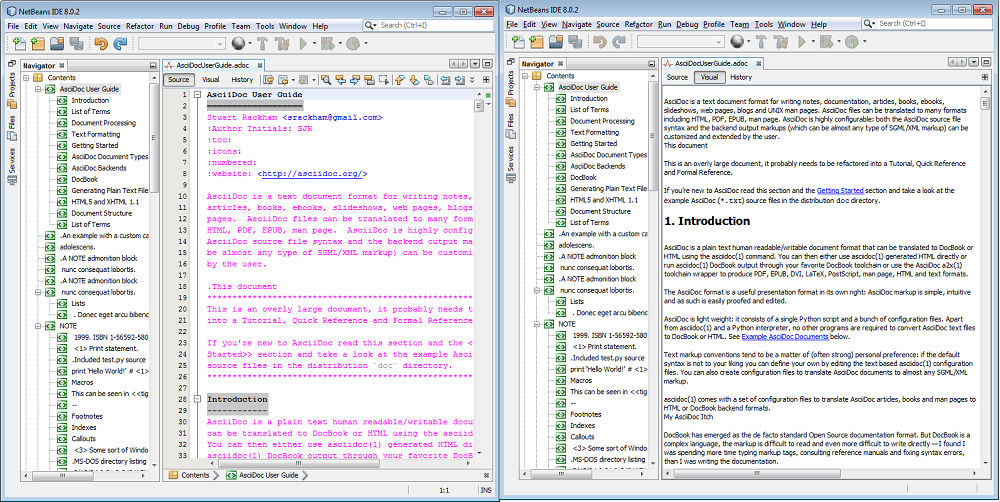 NetBeans IDE 8.0.2
File Edit View Navigate Source Refactor Run Debug Profile Team Tools Window Help
Search (Ctrl+I)
Projects
Files
Services
Navigator
Contents
AsciiDoc User Guide
Introduction
List of Terms
Document Processing
Text Formatting
Getting Started
AsciiDoc Document Types
AsciiDoc Backends
DocBook
Generating Plain Text File
HTML5 and XHTML 1.1
Document Structure
List of Terms
.An example with a custom ca
adolescens.
.A NOTE admonition block
nunc consequat lobortis.
.A NOTE admonition block
nunc consequat lobortis.
Lists
. Donec eget arcu bibend
NOTE
1999. ISBN 1-56592-580
<1> Print statement.
.Included test.py source
print 'Hello World!' # <1>
Macros
This can be seen in <<tig
--
Footnotes
Indexes
Callouts
<3> Some sort of Windo
.MS-DOS directory listing
AsciiDocUserGuide.adoc
Source Visual History
1 AsciiDoc User Guide
2 ===================
3 Stuart Rackham <srackham@gmail.com>
4 :Author Initials: SJR
5 :toc:
6 :icons:
7 :numbered:
8 :website: <http://asciidoc.org/>
9
10 AsciiDoc is a text document format for writing notes,
11 articles, books, ebooks, slideshows, web pages, blogs
12 pages.  AsciiDoc files can be translated to many form
13 HTML, PDF, EPUB, man page.  AsciiDoc is highly config
14 AsciiDoc source file syntax and the backend output ma
15 be almost any type of SGML/XML markup) can be customi
16 by the user.
17
18 .This document
19 **********************************************
20 This is an overly large document, it probably needs t
21 into a Tutorial, Quick Reference and Formal Reference
22
23 If you're new to AsciiDoc read this section and the <
24 Started>> section and take a look at the example Asci
25 source files in the distribution `doc` directory.
26 **********************************************
27
28 Introduction
29 ------------
30 AsciiDoc is a plain text human readable/writable docu
31 can be translated to DocBook or HTML using the asciid
32 You can then either use asciidoc(1) generated HTML di
33 asciidoc(1) DocBook output through your favorite DocB
Contents AsciiDoc User Guide
1:1 INS
NetBeans IDE 8.0.2
File Edit View Navigate Source Refactor Run Debug Profile Team Tools Window Help
Search (Ctrl+I)
Projects
Files
Services
Navigator
Contents
AsciiDoc User Guide
Introduction
List of Terms
Document Processing
Text Formatting
Getting Started
AsciiDoc Document Types
AsciiDoc Backends
DocBook
Generating Plain Text File
HTML5 and XHTML 1.1
Document Structure
List of Terms
.An example with a custom ca
adolescens.
.A NOTE admonition block
nunc consequat lobortis.
.A NOTE admonition block
nunc consequat lobortis.
Lists
. Donec eget arcu bibend
NOTE
1999. ISBN 1-56592-580
<1> Print statement.
.Included test.py source
print 'Hello World!' # <1>
Macros
This can be seen in <<tig
--
Footnotes
Indexes
Callouts
<3> Some sort of Windo
.MS-DOS directory listing
AsciiDocUserGuide.adoc
Source Visual History
AsciiDoc is a text document format for writing notes, documentation, articles, books, ebooks,
slideshows, web pages, blogs and UNIX man pages. AsciiDoc files can be translated to many formats
including HTML, PDF, EPUB, man page. AsciiDoc is highly configurable: both the AsciiDoc source file
syntax and the backend output markups (which can be almost any type of SGML/XML markup) can be
customized and extended by the user.
This document
This is an overly large document, it probably needs to be refactored into a Tutorial, Quick Reference
and Formal Reference.
If you're new to AsciiDoc read this section and the Getting Started section and take a look at the
example AsciiDoc (*.txt) source files in the distribution doc directory.
1. Introduction
AsciiDoc is a plain text human readable/writable document format that can be translated to DocBook or
HTML using the asciidoc(1) command. You can then either use asciidoc(1) generated HTML directly or
run asciidoc(1) DocBook output through your favorite DocBook toolchain or use the AsciiDoc a2x(1)
toolchain wrapper to produce PDF, EPUB, DVI, LaTeX, PostScript, man page, HTML and text formats.
The AsciiDoc format is a useful presentation format in its own right: AsciiDoc markup is simple, intuitive
and as such is easily proofed and edited.
AsciiDoc is light weight: it consists of a single Python script and a bunch of configuration files. Apart
from asciidoc(1) and a Python interpreter, no other programs are required to convert AsciiDoc text files
to DocBook or HTML. See Example AsciiDoc Documents below.
Text markup conventions tend to be a matter of (often strong) personal preference: if the default
syntax is not to your liking you can define your own by editing the text based asciidoc(1) configuration
files. You can also create configuration files to translate AsciiDoc documents to almost any SGML/XML
markup.
asciidoc(1) comes with a set of configuration files to translate AsciiDoc articles, books and man pages to
HTML or DocBook backend formats.
My AsciiDoc Itch
DocBook has emerged as the de facto standard Open Source documentation format. But DocBook is a
complex language, the markup is difficult to read and even more difficult to write directly — I found I
was spending more time typing markup tags, consulting reference manuals and fixing syntax errors,
than I was writing the documentation.